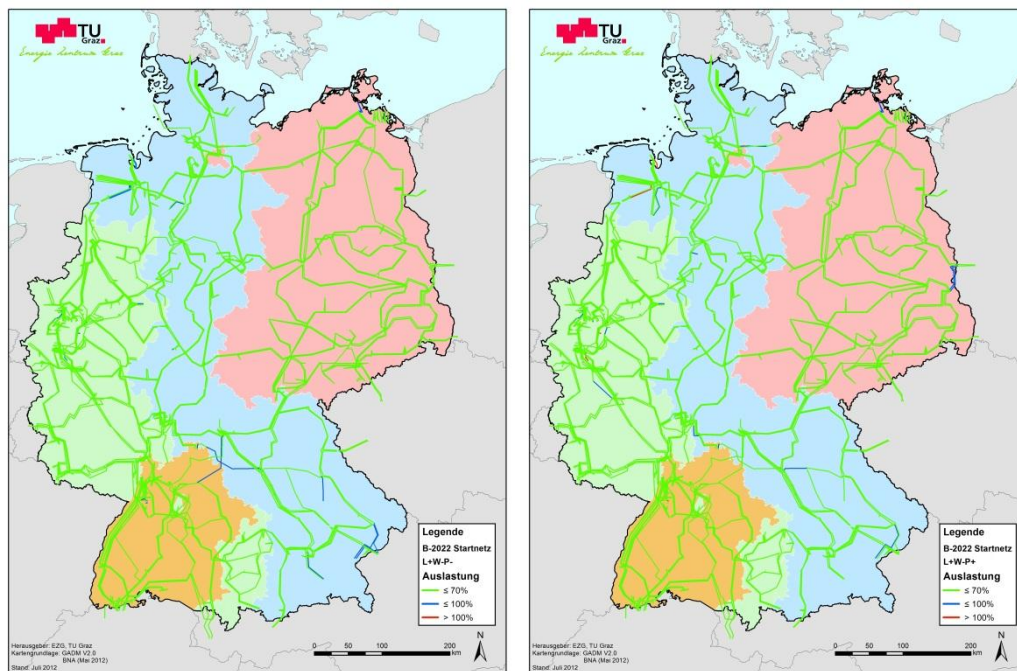 TU
Graz
Energie Zentrum Graz
Legende
B-2022 Startnetz
L+W-P-
Auslastung
≤ 70%
≤ 100%
> 100%
Herausgeber: EZG, TU Graz
Kartengrundlage: GADM V2.0
BNA (Mai 2012)
Stand: Juli 2012
0 50 100 200
km
N
TU
Graz
Energie Zentrum Graz
Legende
B-2022 Startnetz
L+W-P+
Auslastung
≤ 70%
≤ 100%
> 100%
Herausgeber: EZG, TU Graz
Kartengrundlage: GADM V2.0
BNA (Mai 2012)
Stand: Juli 2012
0 50 100 200
km
N